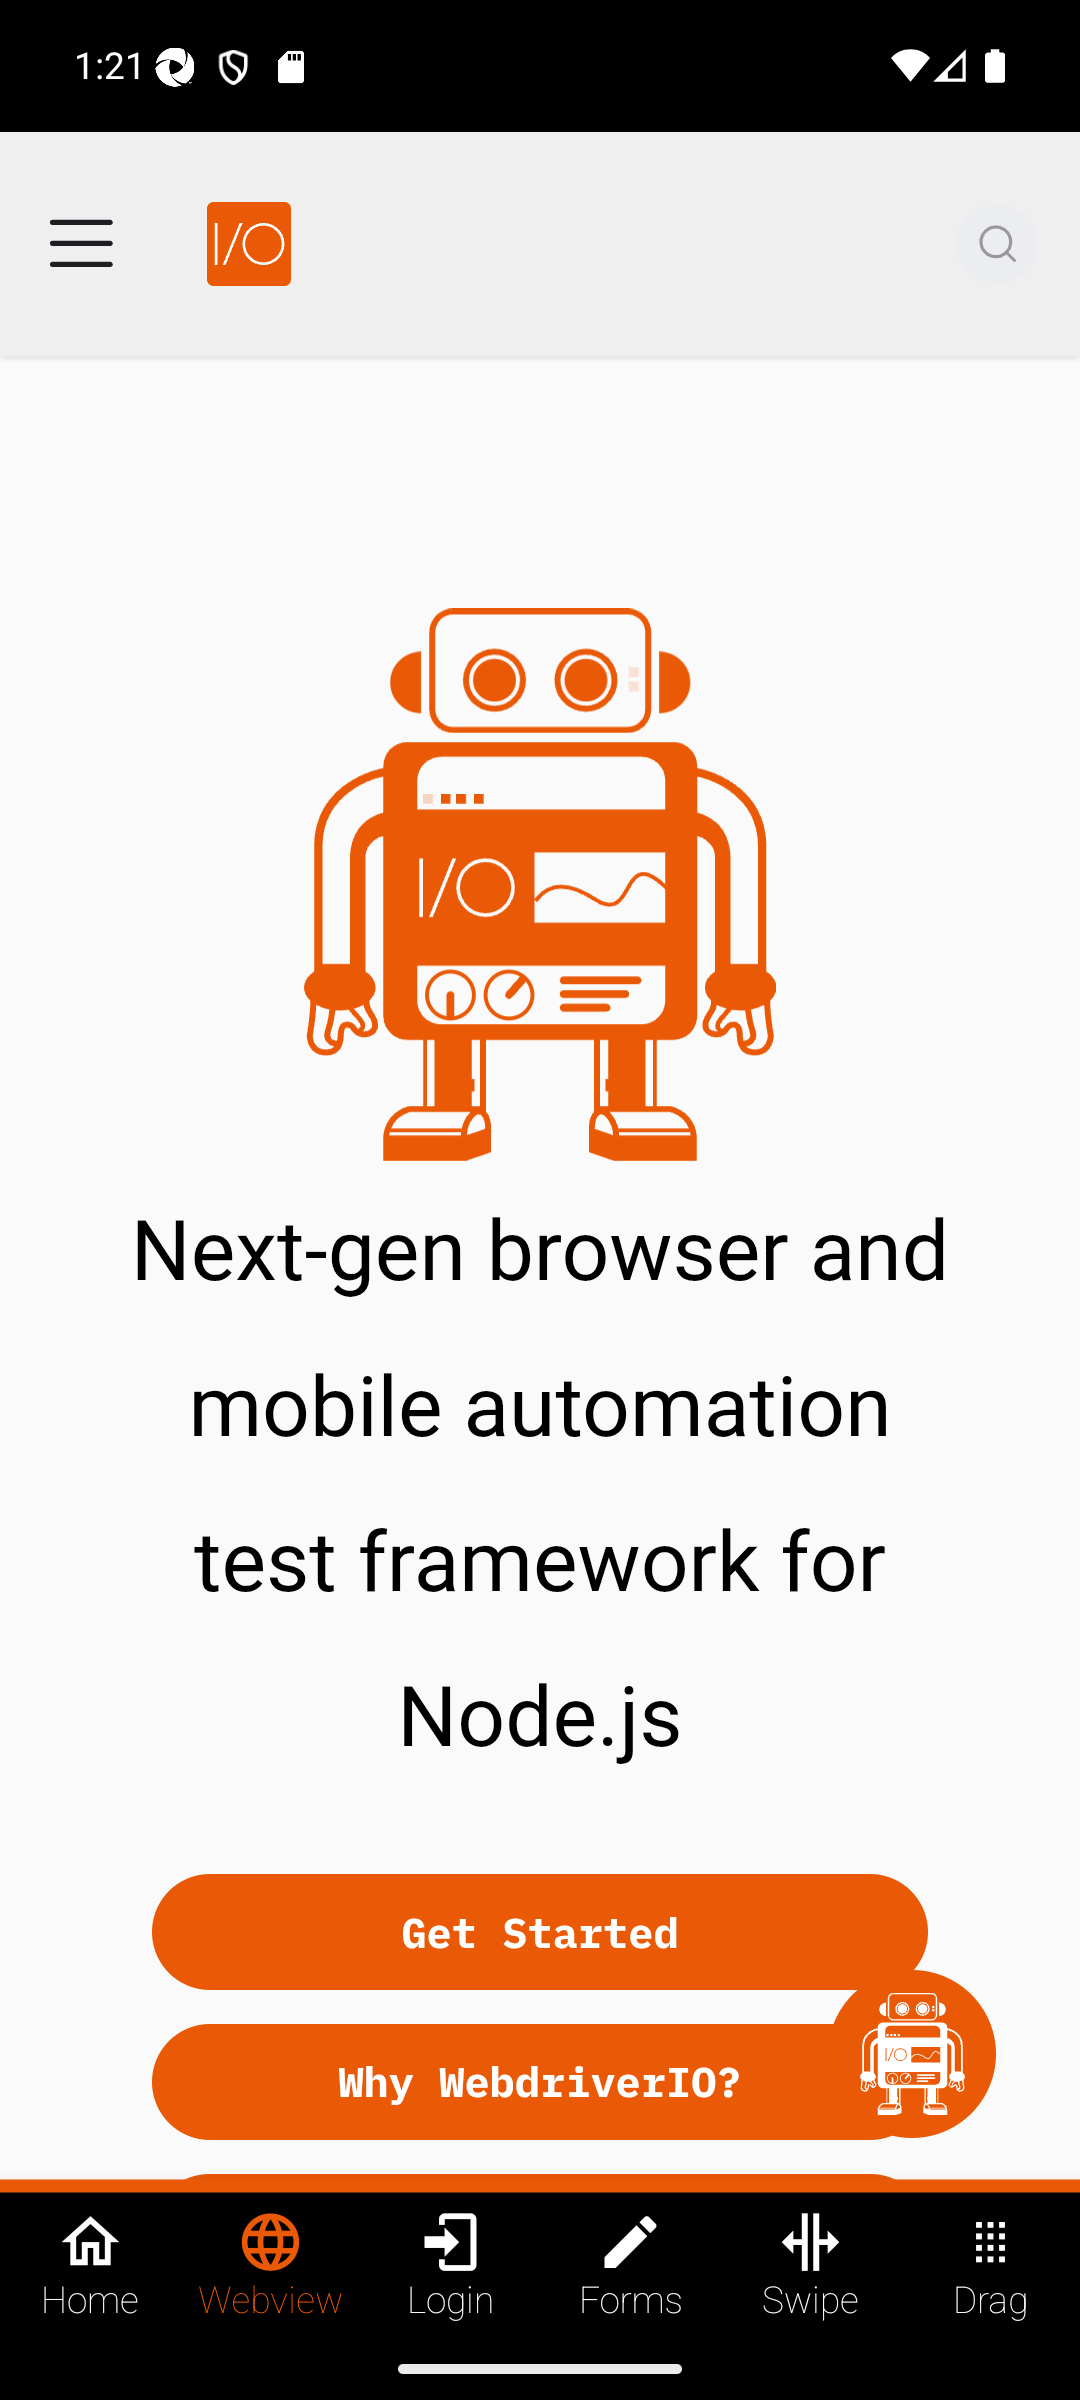 1:21
I/O
I/O
Next-gen browser and
mobile automation
test framework for
Node.js
Get Started
Why WebdriverIO?
I/O
Home
Webview
Login
Forms
Swipe
Drag